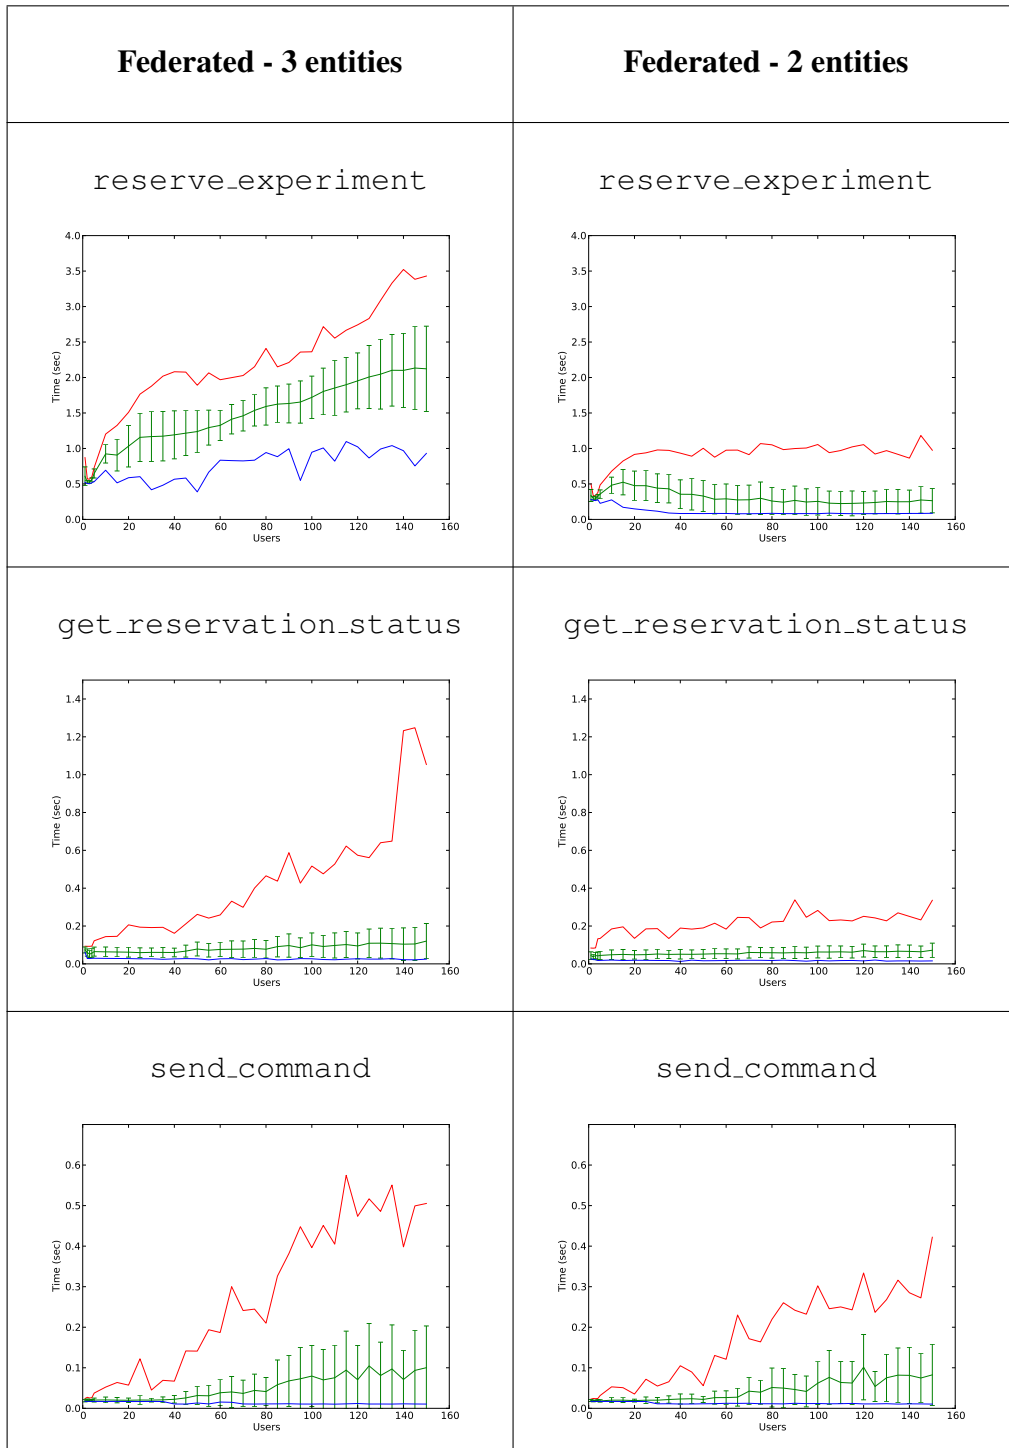 Federated - 3 entities
Federated - 2 entities
reserve_experiment
4.0
3.5
3.0
2.5
2.0
1.5
1.0
0.5
0.0
Time (sec)
0 20 40 60 80 100 120 140 160
Users
reserve_experiment
4.0
3.5
3.0
2.5
2.0
1.5
1.0
0.5
0.0
Time (sec)
0 20 40 60 80 100 120 140 160
Users
get_reservation_status
1.4
1.2
1.0
0.8
0.6
0.4
0.2
0.0
Time (sec)
0 20 40 60 80 100 120 140 160
Users
get_reservation_status
1.4
1.2
1.0
0.8
0.6
0.4
0.2
0.0
Time (sec)
0 20 40 60 80 100 120 140 160
Users
send_command
0.6
0.5
0.4
0.3
0.2
0.1
0.0
Time (sec)
0 20 40 60 80 100 120 140 160
Users
send_command
0.6
0.5
0.4
0.3
0.2
0.1
0.0
Time (sec)
0 20 40 60 80 100 120 140 160
Users